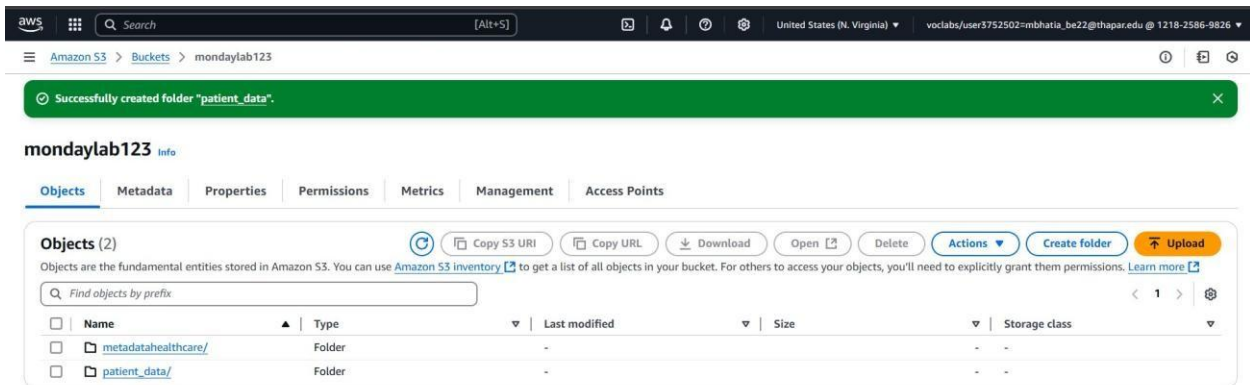 aws Search [Alt+S] United States (N. Virginia) ▼ voclabs/user3752502=mbhatia_be22@thapar.edu @ 1218-2586-9826 ▼
Amazon S3 > Buckets > mondaylab123
Successfully created folder "patient_data".
mondaylab123 Info
Objects Metadata Properties Permissions Metrics Management Access Points
Objects (2) Copy S3 URI Copy URL Download Open Delete Actions ▼ Create folder Upload
Objects are the fundamental entities stored in Amazon S3. You can use Amazon S3 inventory to get a list of all objects in your bucket. For others to access your objects, you'll need to explicitly grant them permissions. Learn more
Find objects by prefix < 1 >
Name ▲ Type Last modified Size Storage class
metadatahealthcare/ Folder - - -
patient_data/ Folder - - -